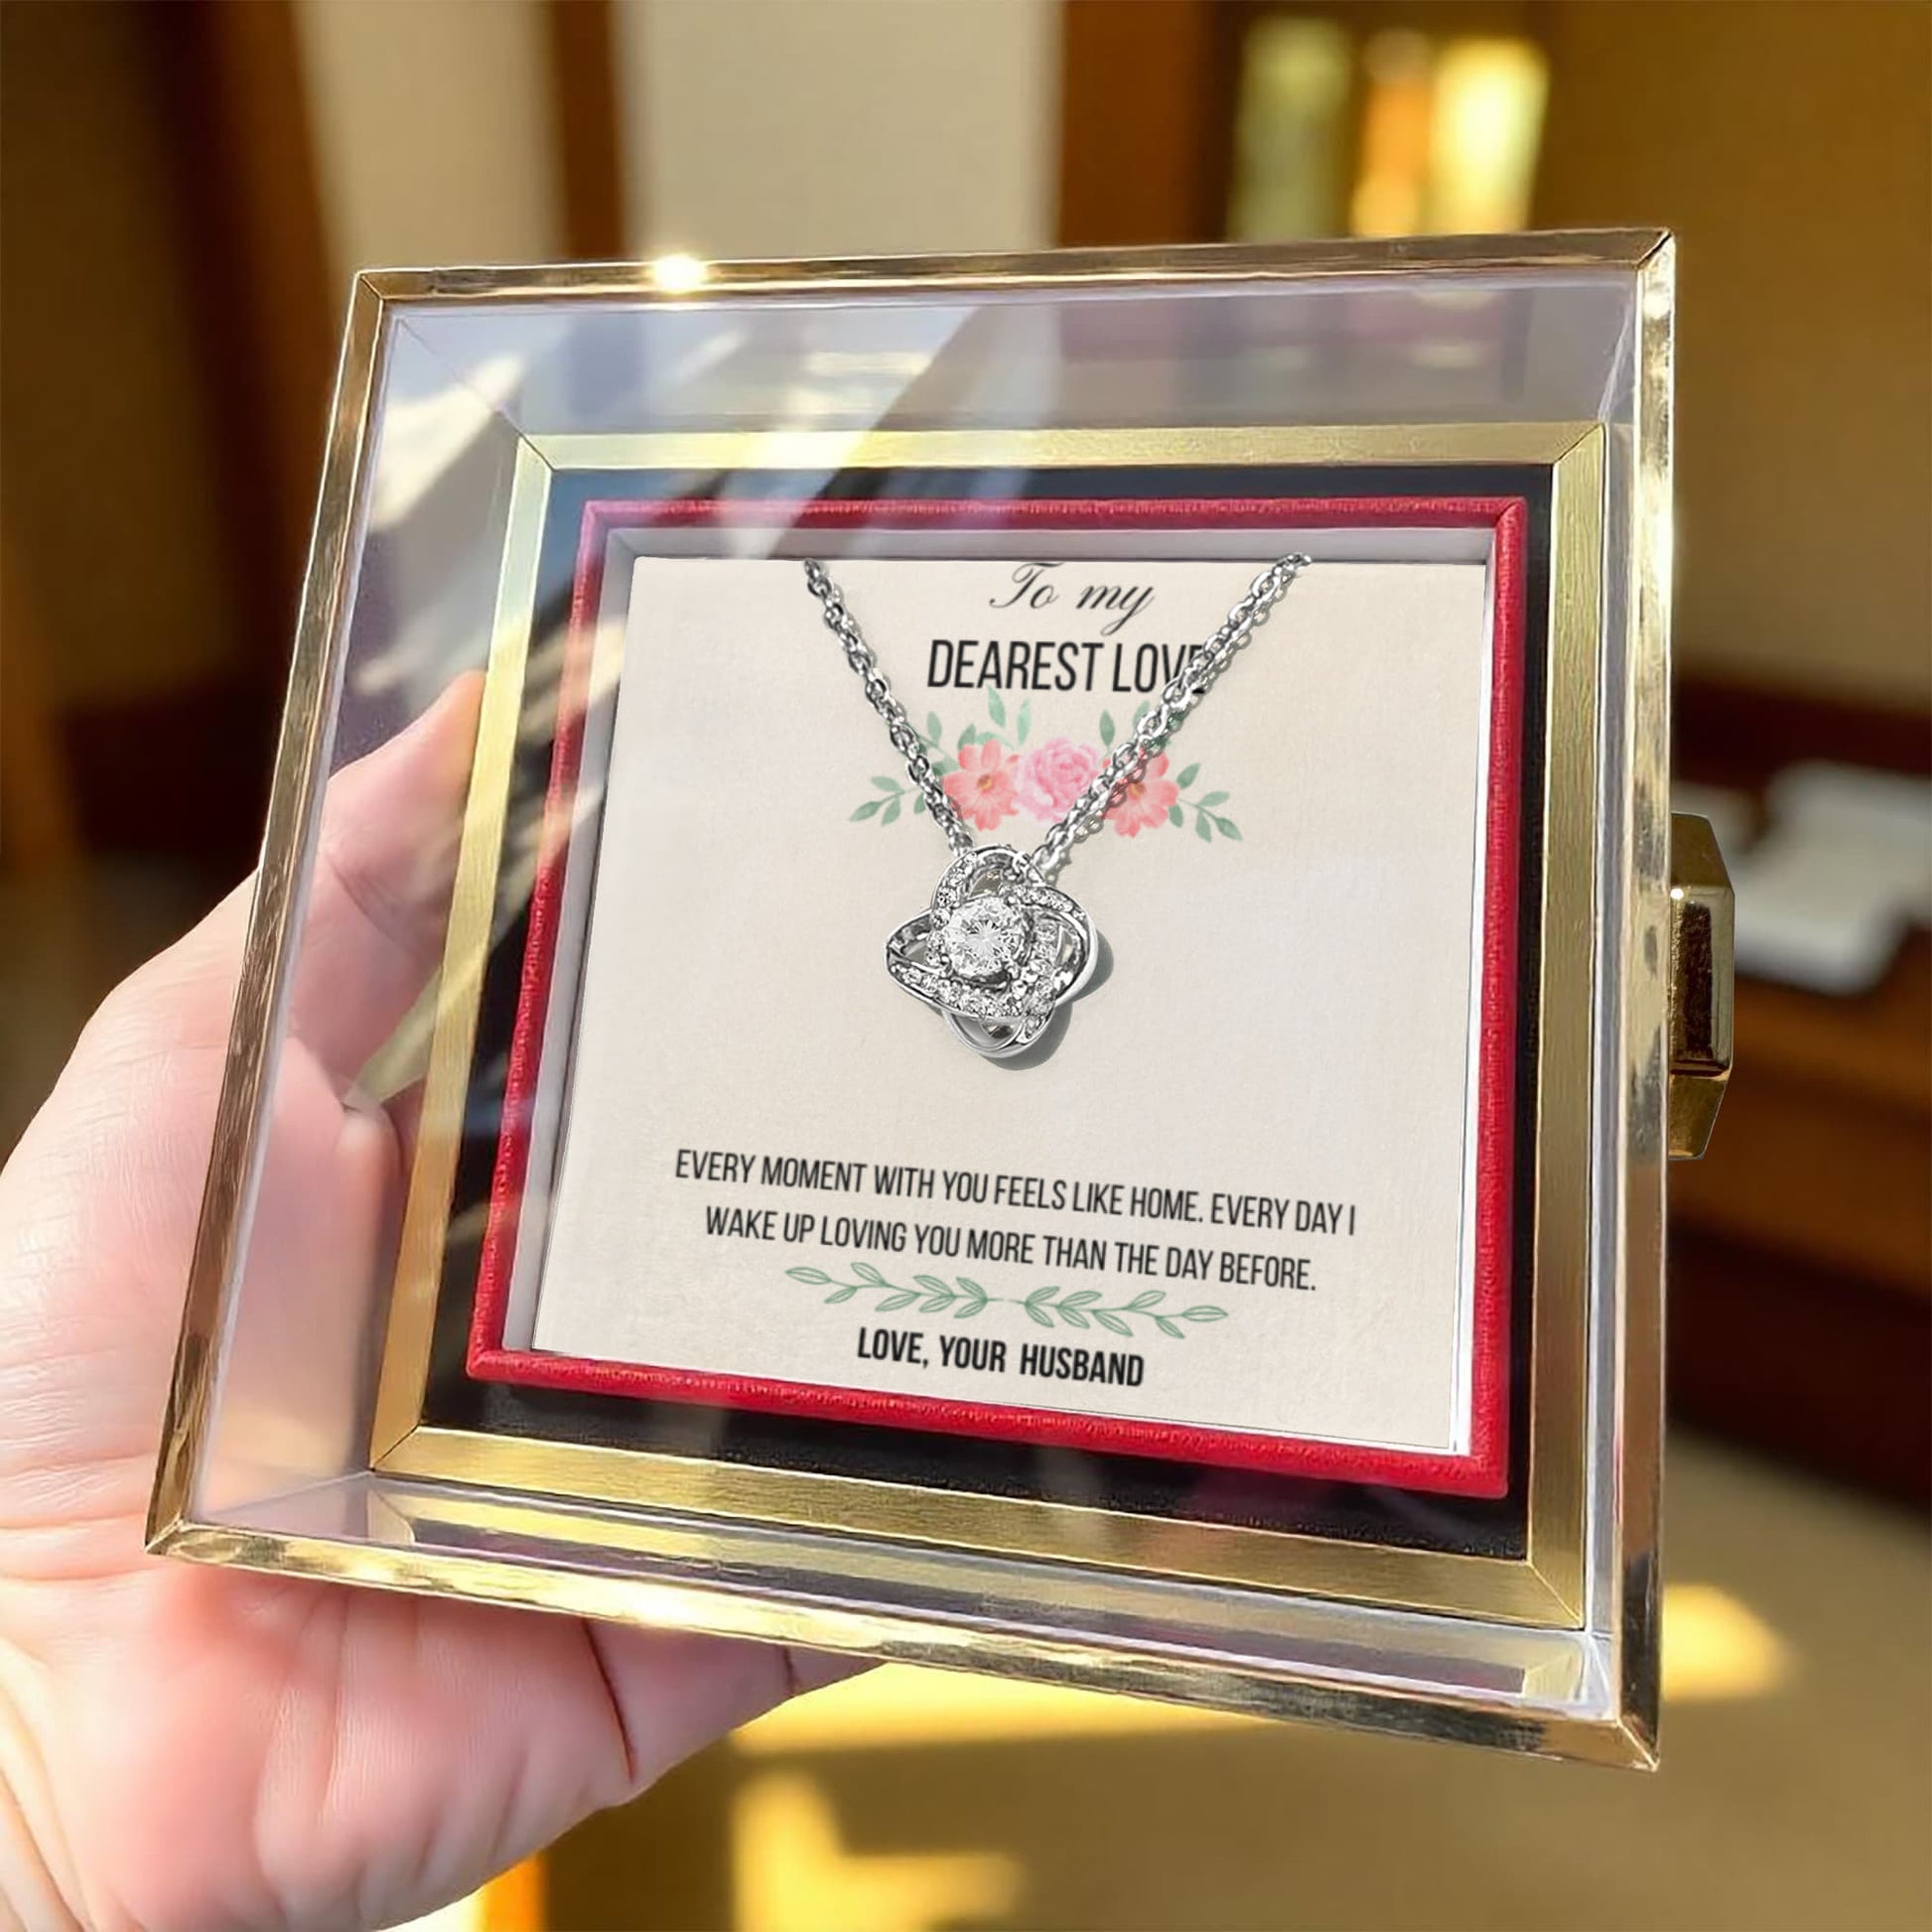 To my
DEAREST LOVE
EVERY MOMENT WITH YOU FEELS LIKE HOME. EVERY DAY I
WAKE UP LOVING YOU MORE THAN THE DAY BEFORE.
LOVE, YOUR HUSBAND